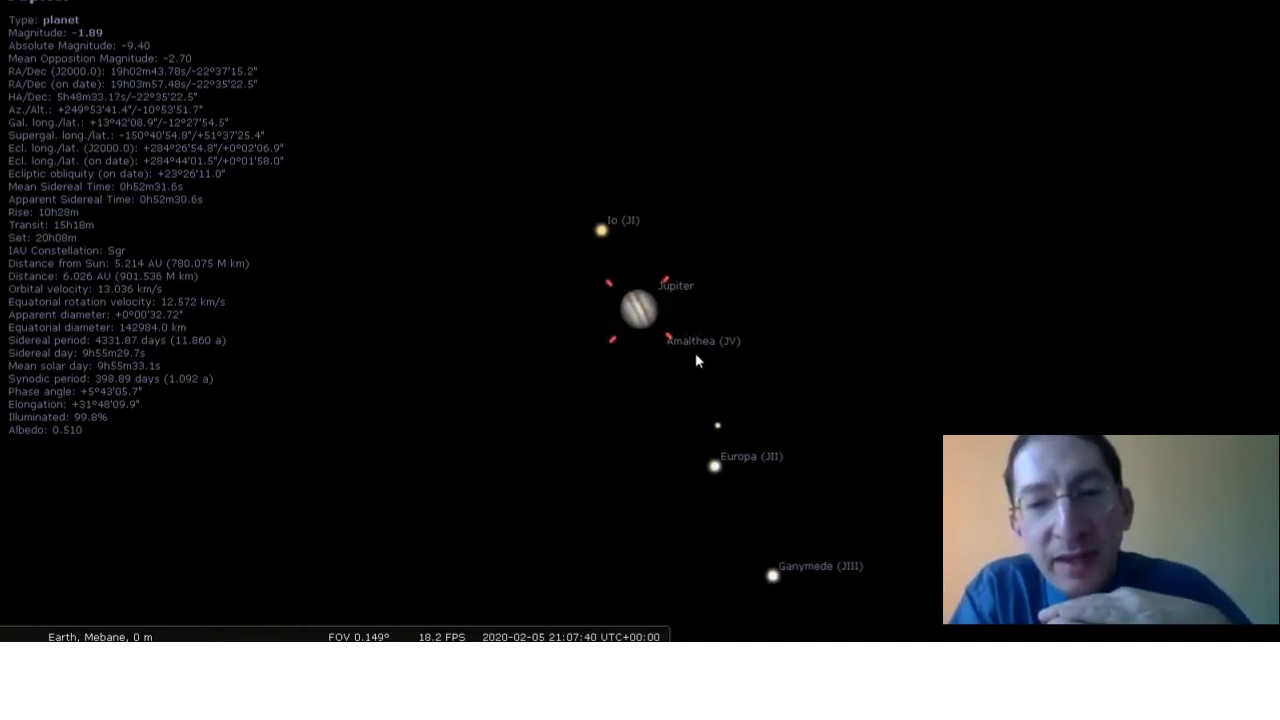 Type: planet
Magnitude: -1.89
Absolute Magnitude: -9.40
Mean Opposition Magnitude: -2.70
RA/Dec (J2000.0): 19h02m43.78s/-22°37'15.2"
RA/Dec (on date): 19h03m57.48s/-22°35'22.5"
HA/Dec: 5h48m33.17s/-22°35'22.5"
Az./Alt.: +249°53'41.4"/-10°53'51.7"
Gal. long./lat.: +13°42'08.9"/-12°27'54.5"
Supergal. long./lat.: -150°40'54.8"/+51°37'25.4"
Ecl. long./lat. (J2000.0): +284°26'54.8"/+0°02'06.9"
Ecl. long./lat. (on date): +284°44'01.5"/+0°01'58.0"
Ecliptic obliquity (on date): +23°26'11.0"
Mean Sidereal Time: 0h52m31.6s
Apparent Sidereal Time: 0h52m30.6s
Rise: 10h28m
Transit: 15h18m
Set: 20h08m
IAU Constellation: Sgr
Distance from Sun: 5.214 AU (780.075 M km)
Distance: 6.026 AU (901.536 M km)
Orbital velocity: 13.036 km/s
Equatorial rotation velocity: 12.572 km/s
Apparent diameter: +0°00'32.72"
Equatorial diameter: 142984.0 km
Sidereal period: 4331.87 days (11.860 a)
Sidereal day: 9h55m29.7s
Mean solar day: 9h55m33.1s
Synodic period: 398.89 days (1.092 a)
Phase angle: +5°43'05.7"
Elongation: +31°48'09.9"
Illuminated: 99.8%
Albedo: 0.510
Io (JI)
Jupiter
Amalthea (JV)
Europa (JII)
Ganymede (JIII)
Earth, Mebane, 0 m FOV 0.149° 18.2 FPS 2020-02-05 21:07:40 UTC+00:00